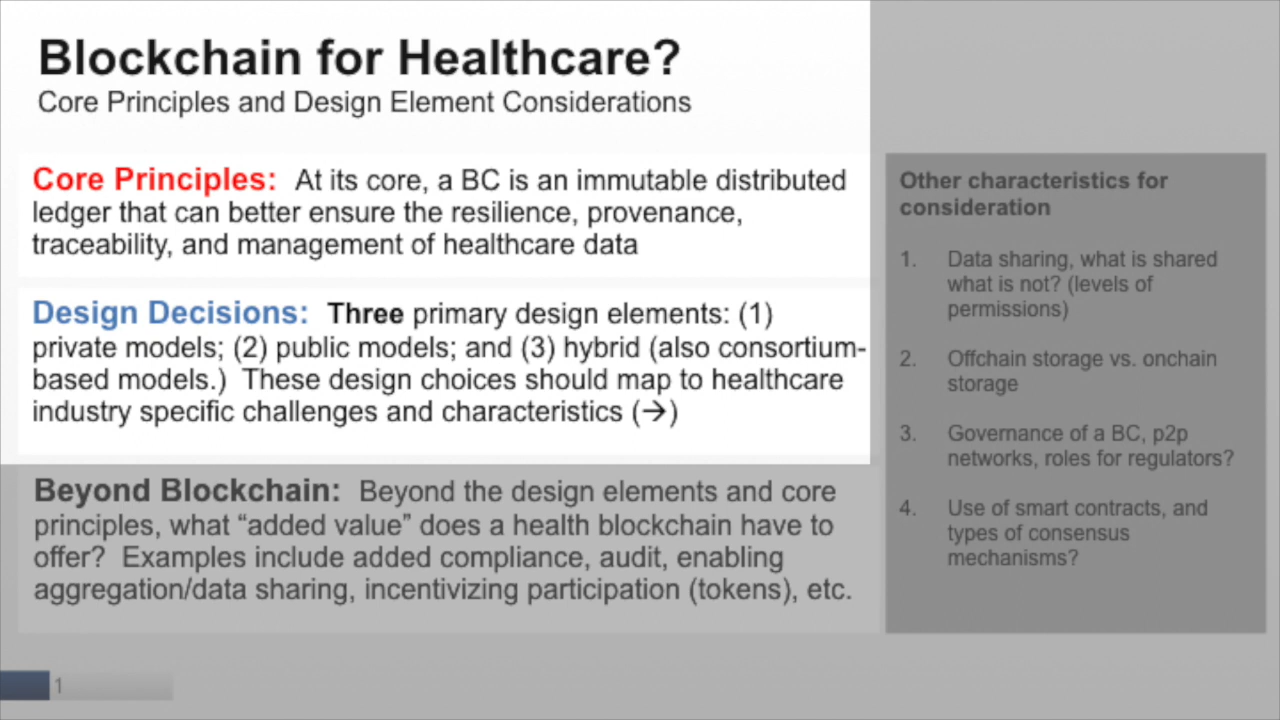 Blockchain for Healthcare?
Core Principles and Design Element Considerations
Core Principles: At its core, a BC is an immutable distributed
ledger that can better ensure the resilience, provenance,
traceability, and management of healthcare data
Design Decisions: Three primary design elements: (1)
private models; (2) public models; and (3) hybrid (also consortium-
based models.) These design choices should map to healthcare
industry specific challenges and characteristics (→)
Beyond Blockchain: Beyond the design elements and core
principles, what “added value” does a health blockchain have to
offer? Examples include added compliance, audit, enabling
aggregation/data sharing, incentivizing participation (tokens), etc.
Other characteristics for
consideration
1. Data sharing, what is shared
what is not? (levels of
permissions)
2. Offchain storage vs. onchain
storage
3. Governance of a BC, p2p
networks, roles for regulators?
4. Use of smart contracts, and
types of consensus
mechanisms?
1